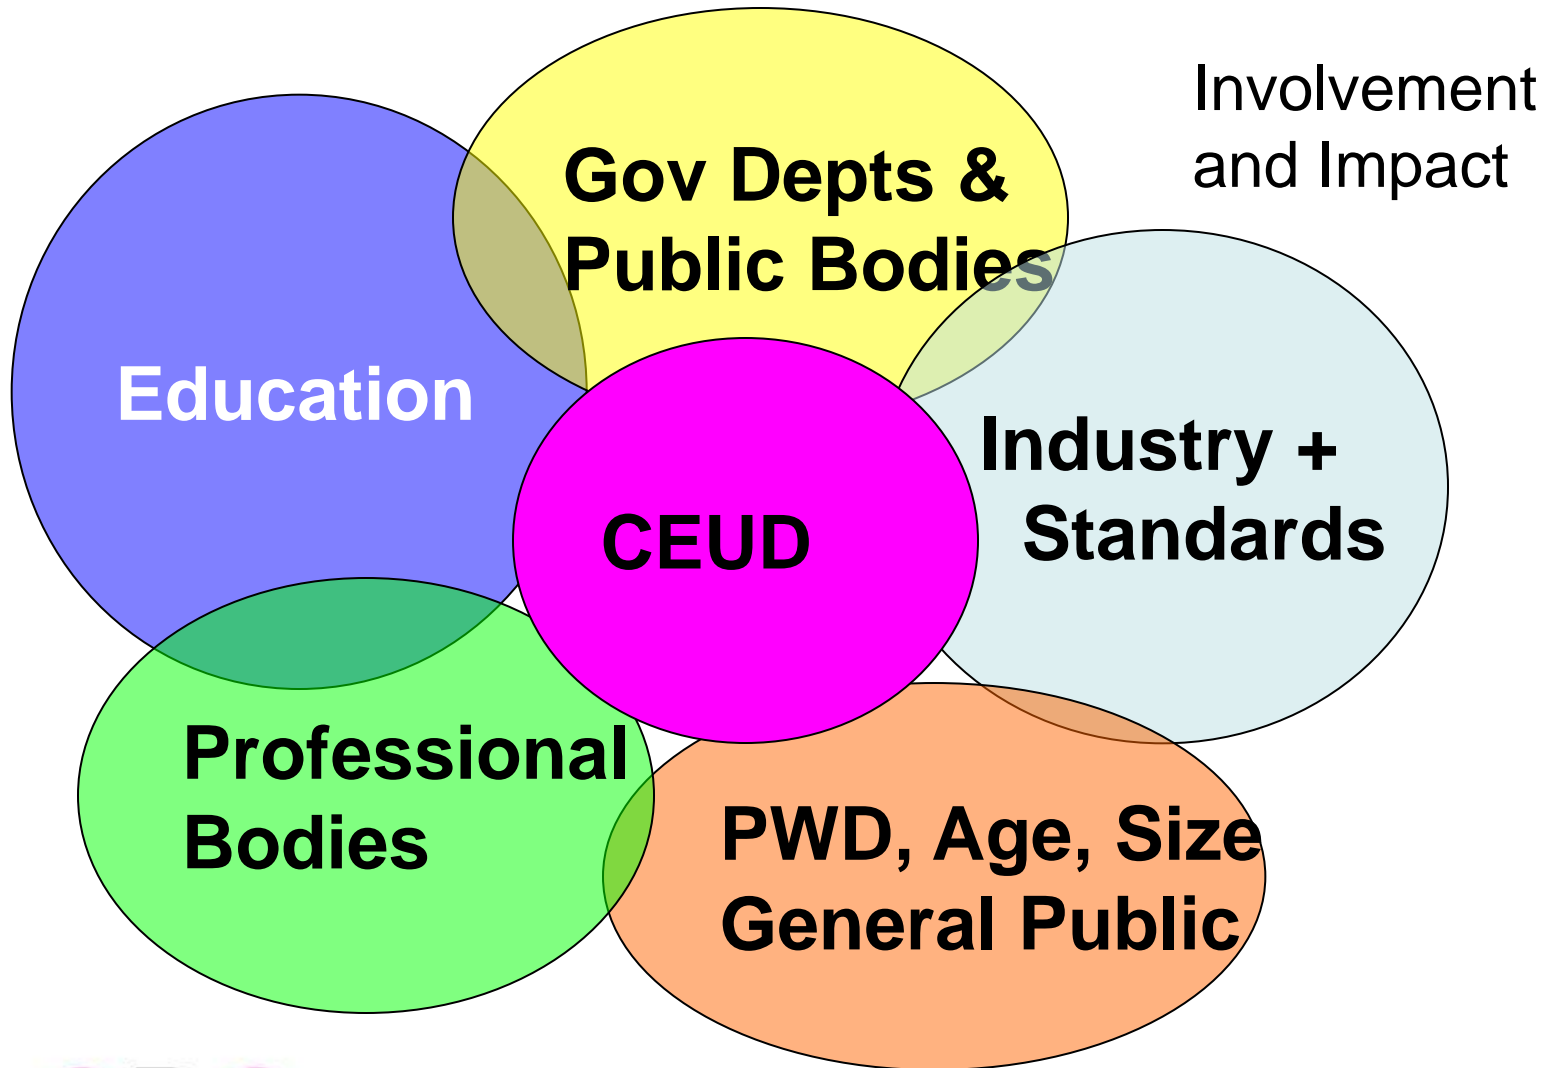 Involvement
and Impact
Gov Depts &
Public Bodies
Education
Industry +
Standards
CEUD
Professional
Bodies
PWD, Age, Size
General Public